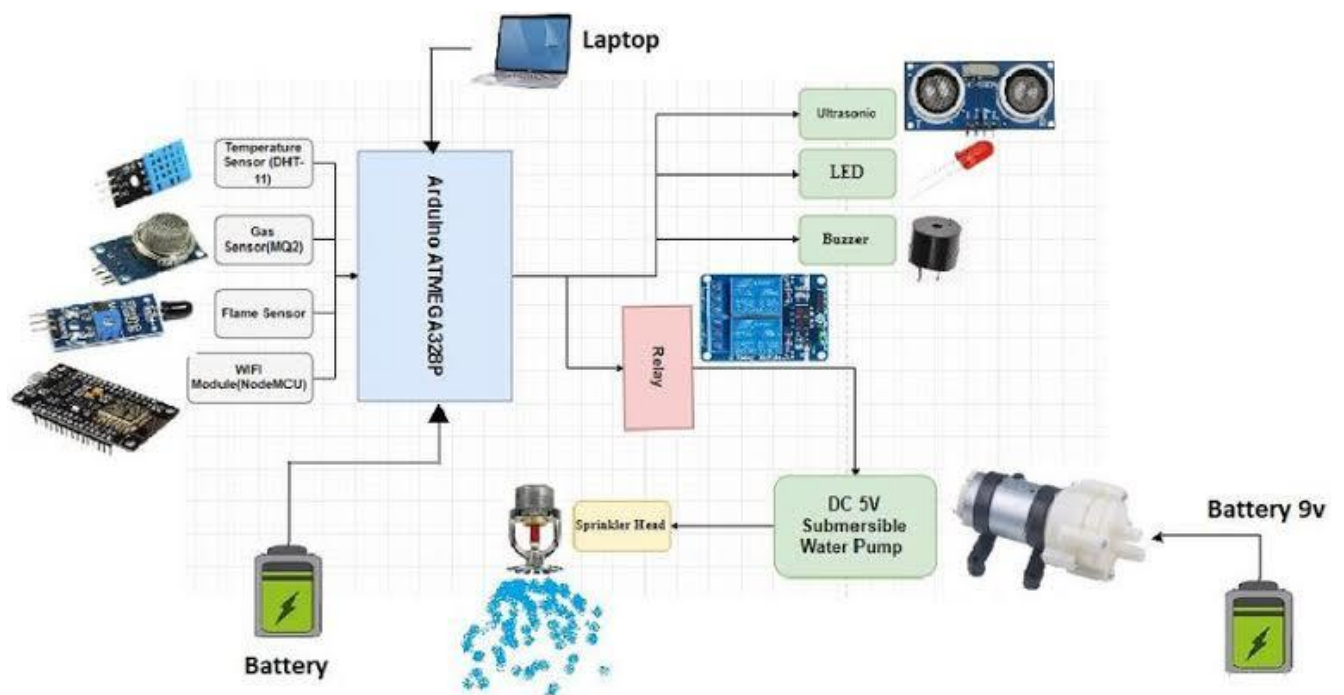 Laptop
Temperature
Sensor (DHT-
11)
Gas
Sensor(MQ2)
Flame Sensor
WIFI
Module(NodeMCU)
Arduino ATMEGA328P
Ultrasonic
LED
Buzzer
Relay
DC 5V
Submersible
Water Pump
Sprinkler Head
Battery 9v
Battery